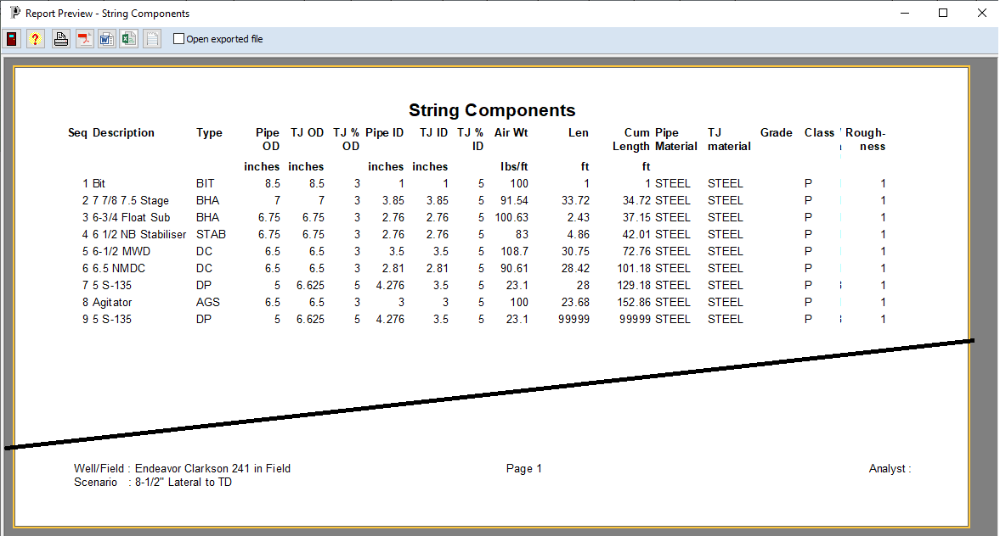 Report Preview - String Components
Open exported file
String Components
Seq Description Type Pipe OD TJ OD TJ % OD Pipe ID TJ ID TJ % ID Air Wt Len Cum Length Pipe Material TJ material Grade Class Rough-ness
inches inches inches inches lbs/ft ft ft
1 Bit BIT 8.5 8.5 3 1 1 5 100 1 1 STEEL STEEL P 1
2 7 7/8 7.5 Stage BHA 7 7 3 3.85 3.85 5 91.54 33.72 34.72 STEEL STEEL P 1
3 6-3/4 Float Sub BHA 6.75 6.75 3 2.76 2.76 5 100.63 2.43 37.15 STEEL STEEL P 1
4 6 1/2 NB Stabiliser STAB 6.75 6.75 3 2.76 2.76 5 83 4.86 42.01 STEEL STEEL P 1
5 6-1/2 MWD DC 6.5 6.5 3 3.5 3.5 5 108.7 30.75 72.76 STEEL STEEL P 1
6 6.5 NMDC DC 6.5 6.5 3 2.81 2.81 5 90.61 28.42 101.18 STEEL STEEL P 1
7 5 S-135 DP 5 6.625 5 4.276 3.5 5 23.1 28 129.18 STEEL STEEL P 1
8 Agitator AGS 6.5 6.5 3 3 3 5 100 23.68 152.86 STEEL STEEL P 1
9 5 S-135 DP 5 6.625 5 4.276 3.5 5 23.1 99999 99999 STEEL STEEL P 1
Well/Field : Endeavor Clarkson 241 in Field Page 1 Analyst :
Scenario : 8-1/2" Lateral to TD